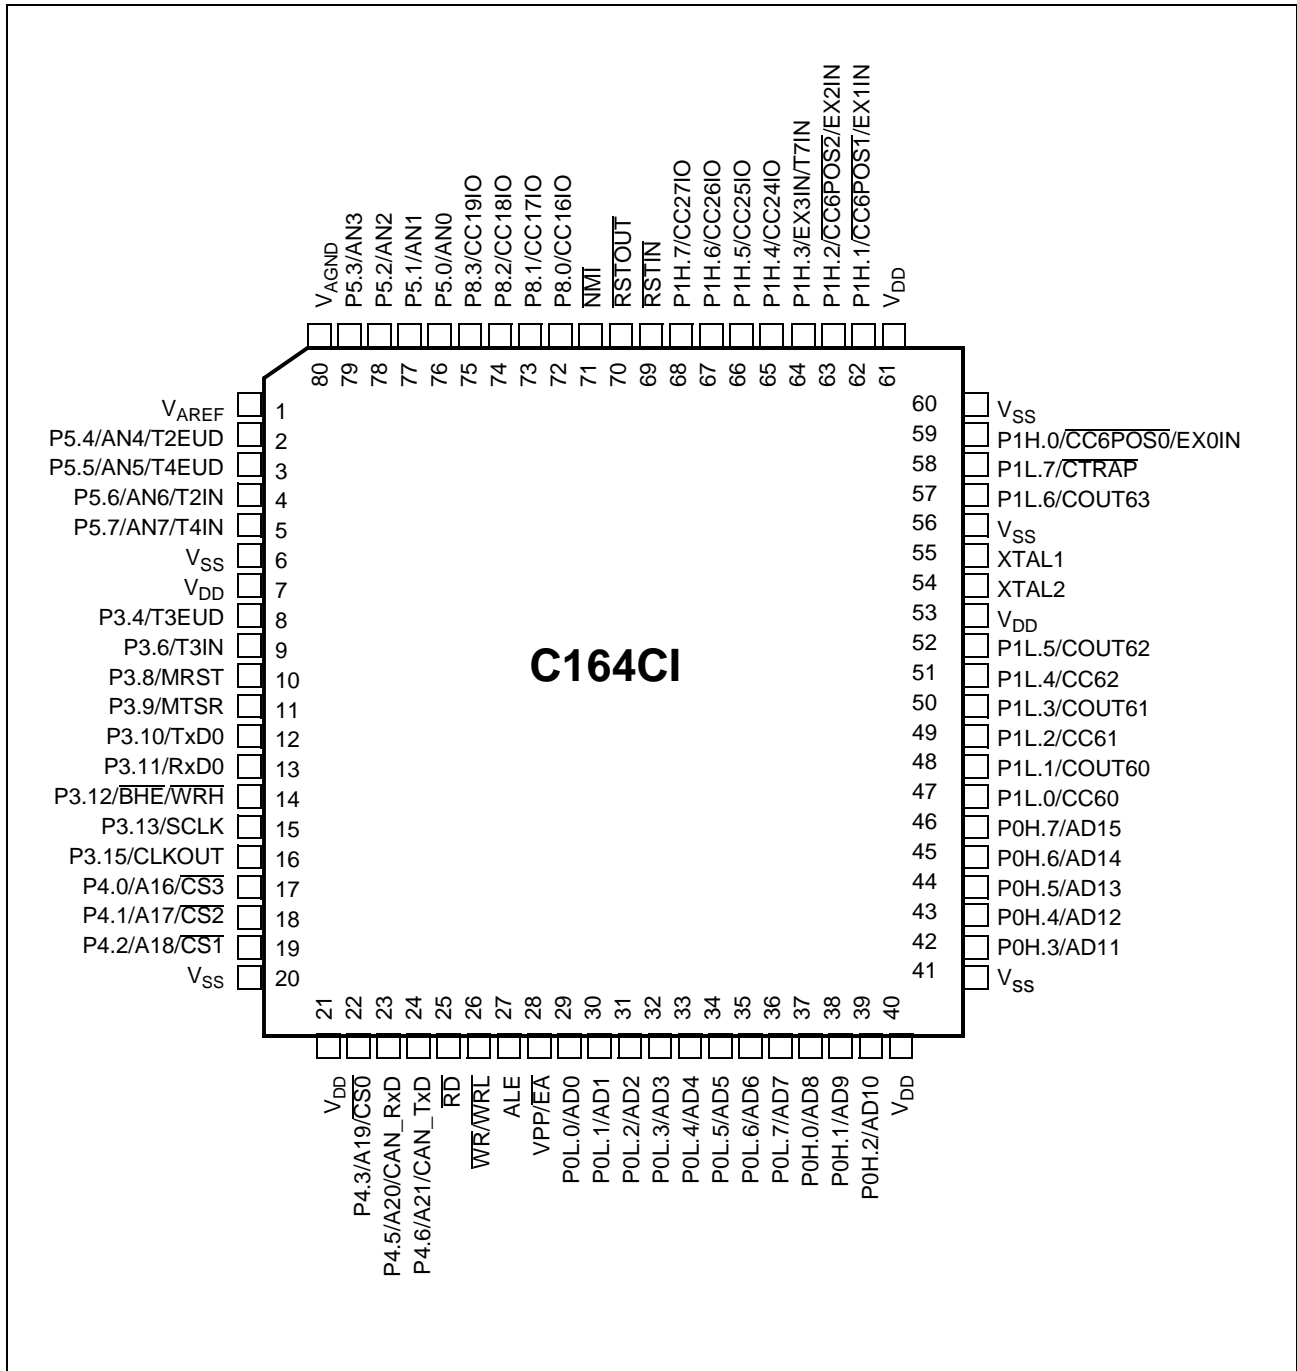 V_AGND
P5.3/AN3
P5.2/AN2
P5.1/AN1
P5.0/AN0
P8.3/CC19IO
P8.2/CC18IO
P8.1/CC17IO
P8.0/CC16IO
NMI
RSTOUT
RSTIN
P1H.7/CC27IO
P1H.6/CC26IO
P1H.5/CC25IO
P1H.4/CC24IO
P1H.3/EX3IN/T7IN
P1H.2/CC6POS2/EX2IN
P1H.1/CC6POS1/EX1IN
VDD
80
79
78
77
76
75
74
73
72
71
70
69
68
67
66
65
64
63
62
61
VAREF 1
P5.4/AN4/T2EUD 2
P5.5/AN5/T4EUD 3
P5.6/AN6/T2IN 4
P5.7/AN7/T4IN 5
VSS 6
VDD 7
P3.4/T3EUD 8
P3.6/T3IN 9
P3.8/MRST 10
P3.9/MTSR 11
P3.10/TxD0 12
P3.11/RxD0 13
P3.12/BHE/WRH 14
P3.13/SCLK 15
P3.15/CLKOUT 16
P4.0/A16/CS3 17
P4.1/A17/CS2 18
P4.2/A18/CS1 19
VSS 20
C164CI
60 VSS
59 P1H.0/CC6POS0/EX0IN
58 P1L.7/CTRAP
57 P1L.6/COUT63
56 VSS
55 XTAL1
54 XTAL2
53 VDD
52 P1L.5/COUT62
51 P1L.4/CC62
50 P1L.3/COUT61
49 P1L.2/CC61
48 P1L.1/COUT60
47 P1L.0/CC60
46 P0H.7/AD15
45 P0H.6/AD14
44 P0H.5/AD13
43 P0H.4/AD12
42 P0H.3/AD11
41 VSS
21
22
23
24
25
26
27
28
29
30
31
32
33
34
35
36
37
38
39
40
VDD
P4.3/A19/CS0
P4.5/A20/CAN_RxD
P4.6/A21/CAN_TxD
RD
WR/WRL
ALE
VPP/EA
P0L.0/AD0
P0L.1/AD1
P0L.2/AD2
P0L.3/AD3
P0L.4/AD4
P0L.5/AD5
P0L.6/AD6
P0L.7/AD7
P0H.0/AD8
P0H.1/AD9
P0H.2/AD10
VDD